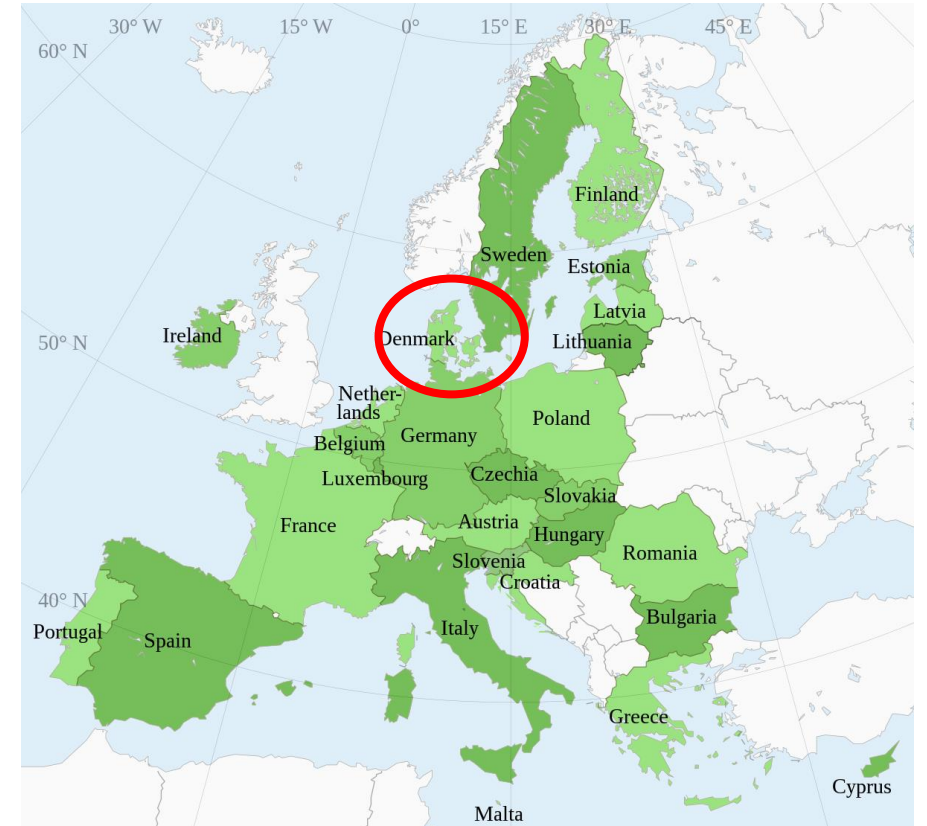 30° W
15° W
0°
15° E
30° E
45° E
60° N
Finland
Sweden
Estonia
Latvia
Ireland
Denmark
Lithuania
50° N
Nether-
lands
Poland
Belgium
Germany
Luxembourg
Czechia
Slovakia
France
Austria
Hungary
Romania
Slovenia
Croatia
40° N
Portugal
Spain
Italy
Bulgaria
Greece
Cyprus
Malta